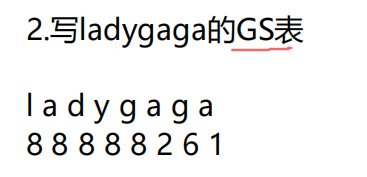 2.写ladygaga的GS表
l a d y g a g a
8 8 8 8 8 2 6 1